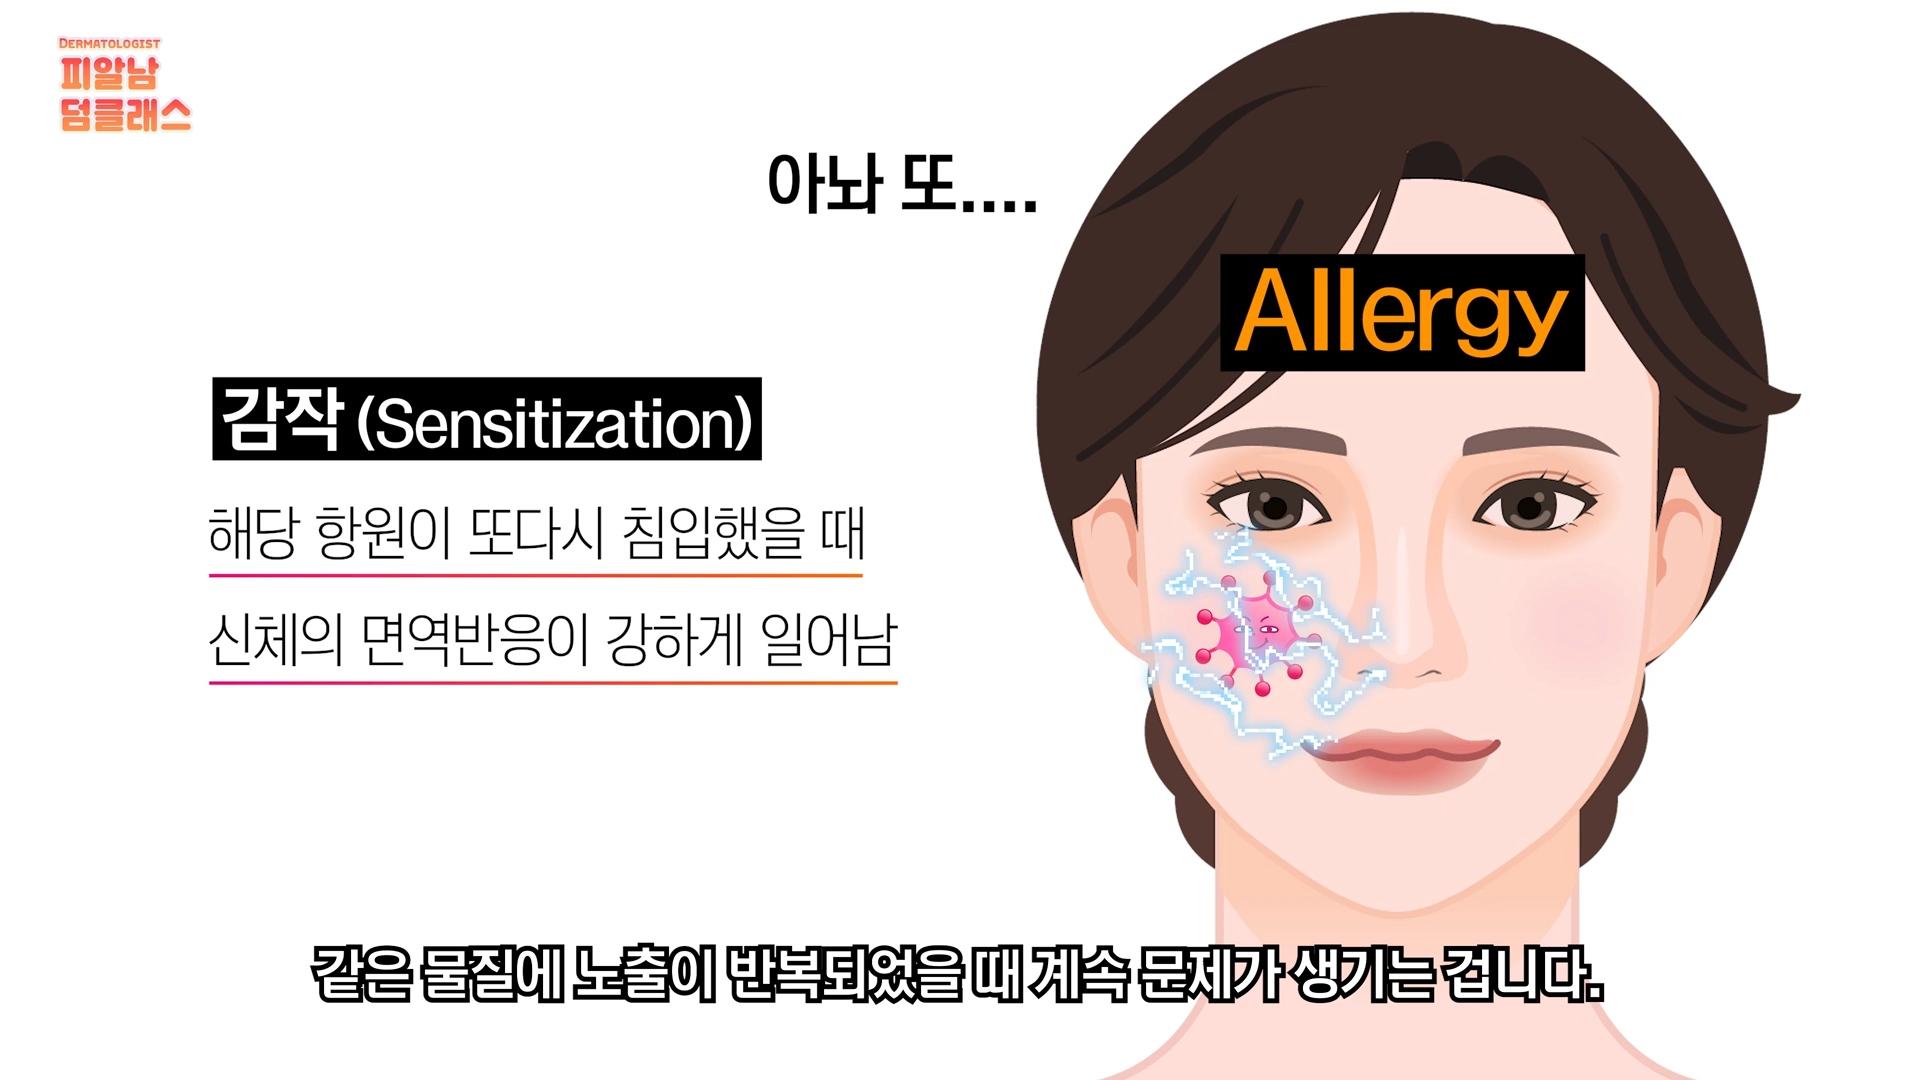 DERMATOLOGIST
피알남
덤클래스
아놔 또....
Allergy
감작 (Sensitization)
해당 항원이 또다시 침입했을 때
신체의 면역반응이 강하게 일어남
같은 물질에 노출이 반복되었을 때 계속 문제가 생기는 겁니다.